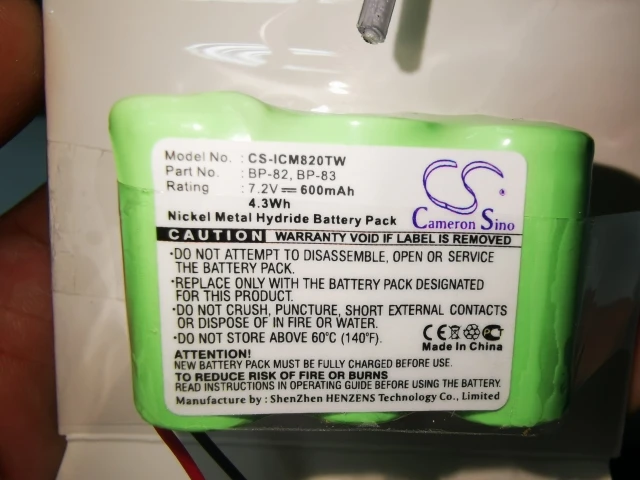 Model No. : CS-ICM820TW
Part No. : BP-82, BP-83
Rating : 7.2V⎓600mAh
4.3Wh
Nickel Metal Hydride Battery Pack
CS
Cameron Sino
CAUTION WARRANTY VOID IF LABEL IS REMOVED
·DO NOT ATTEMPT TO DISASSEMBLE, OPEN OR SERVICE
THE BATTERY PACK.
·REPLACE ONLY WITH THE BATTERY PACK DESIGNATED
FOR THIS PRODUCT.
·DO NOT CRUSH, PUNCTURE, SHORT EXTERNAL CONTACTS
OR DISPOSE OF IN FIRE OR WATER.
·DO NOT STORE ABOVE 60°C (140°F).
CE
Made In China
ATTENTION!
NEW BATTERY PACK MUST BE FULLY CHARGED BEFORE USE.
TO REDUCE RISK OF FIRE OR BURNS
READ INSTRUCTIONS IN OPERATING GUIDE BEFORE USING BATTERY.
Manufacture by : ShenZhen HENZENS Technology Co., Limited